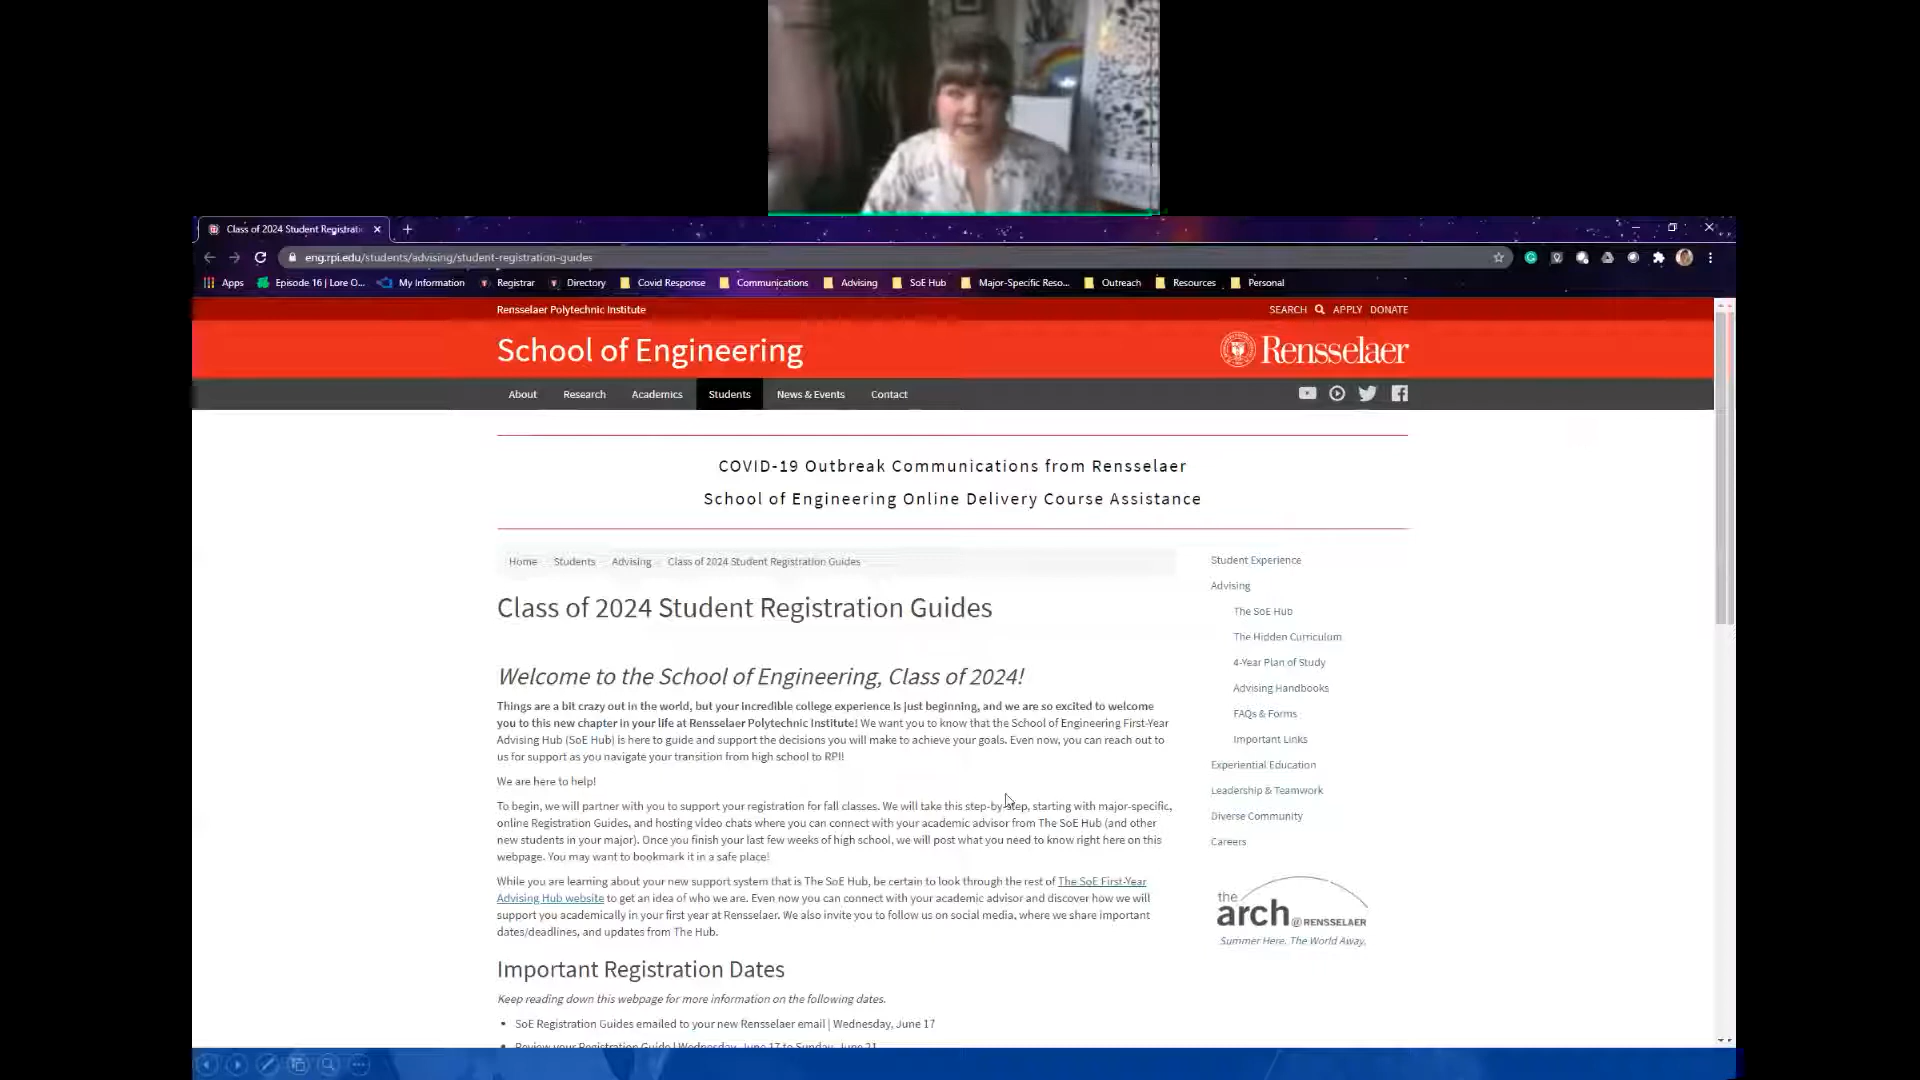 Class of 2024 Student Registrati
eng.rpi.edu/students/advising/student-registration-guides
Apps Episode 16 | Lore O... My Information Registrar Directory Covid Response Communications Advising SoE Hub Major-Specific Reso... Outreach Resources Personal
Rensselaer Polytechnic Institute SEARCH APPLY DONATE
School of Engineering Rensselaer
About Research Academics Students News & Events Contact
COVID-19 Outbreak Communications from Rensselaer
School of Engineering Online Delivery Course Assistance
Home Students Advising Class of 2024 Student Registration Guides
Class of 2024 Student Registration Guides
Welcome to the School of Engineering, Class of 2024!
Things are a bit crazy out in the world, but your incredible college experience is just beginning, and we are so excited to welcome
you to this new chapter in your life at Rensselaer Polytechnic Institute! We want you to know that the School of Engineering First-Year
Advising Hub (SoE Hub) is here to guide and support the decisions you will make to achieve your goals. Even now, you can reach out to
us for support as you navigate your transition from high school to RPI!
We are here to help!
To begin, we will partner with you to support your registration for fall classes. We will take this step-by-step, starting with major-specific,
online Registration Guides, and hosting video chats where you can connect with your academic advisor from The SoE Hub (and other
new students in your major). Once you finish your last few weeks of high school, we will post what you need to know right here on this
webpage. You may want to bookmark it in a safe place!
While you are learning about your new support system that is The SoE Hub, be certain to look through the rest of The SoE First-Year
Advising Hub website to get an idea of who we are. Even now you can connect with your academic advisor and discover how we will
support you academically in your first year at Rensselaer. We also invite you to follow us on social media, where we share important
dates/deadlines, and updates from The Hub.
Important Registration Dates
Keep reading down this webpage for more information on the following dates.
• SoE Registration Guides emailed to your new Rensselaer email | Wednesday, June 17
• Review your Registration Guide | Wednesday, June 17 to Sunday, June 21
Student Experience
Advising
The SoE Hub
The Hidden Curriculum
4-Year Plan of Study
Advising Handbooks
FAQs & Forms
Important Links
Experiential Education
Leadership & Teamwork
Diverse Community
Careers
the
arch@RENSSELAER
Summer Here. The World Away.